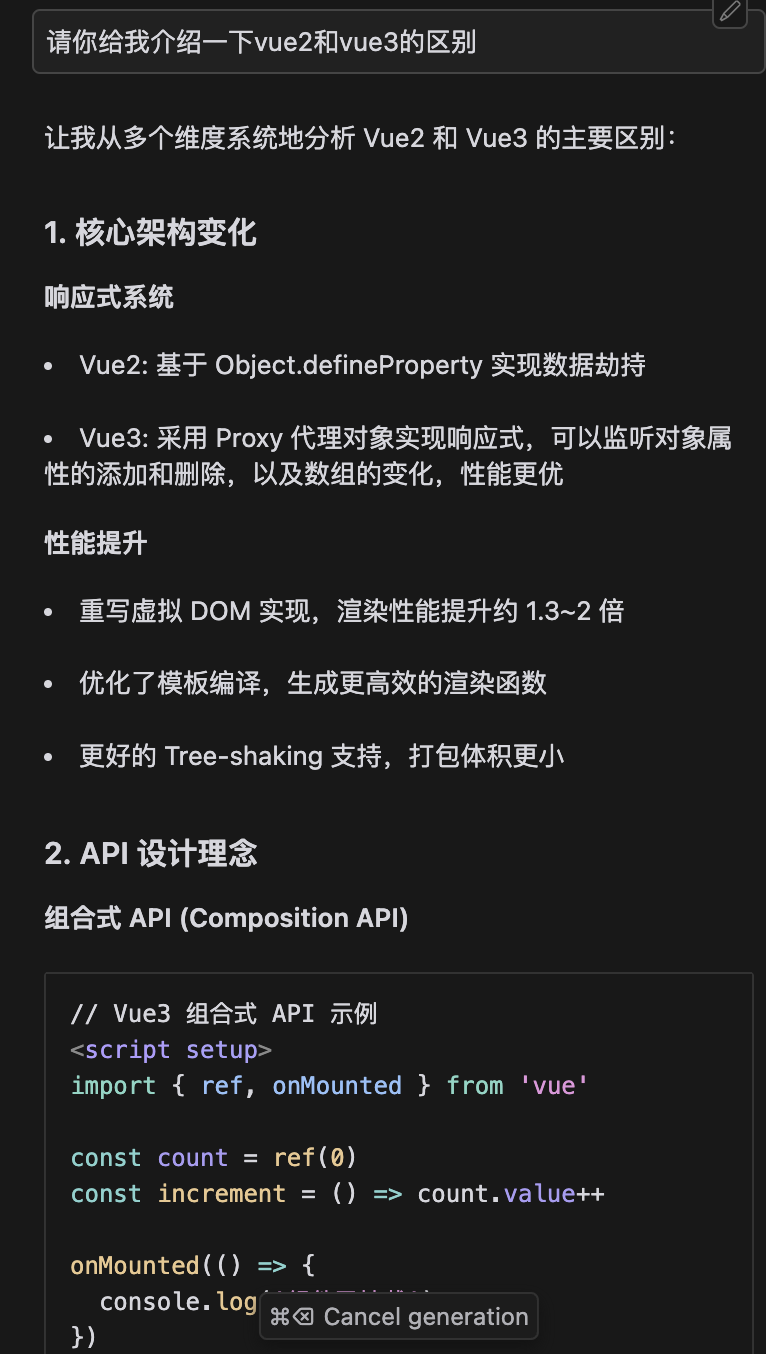 请你给我介绍一下vue2和vue3的区别
让我从多个维度系统地分析 Vue2 和 Vue3 的主要区别：
1. 核心架构变化
响应式系统
• Vue2: 基于 Object.defineProperty 实现数据劫持
• Vue3: 采用 Proxy 代理对象实现响应式，可以监听对象属
性的添加和删除，以及数组的变化，性能更优
性能提升
• 重写虚拟 DOM 实现，渲染性能提升约 1.3~2 倍
• 优化了模板编译，生成更高效的渲染函数
• 更好的 Tree-shaking 支持，打包体积更小
2. API 设计理念
组合式 API (Composition API)
// Vue3 组合式 API 示例
<script setup>
import { ref, onMounted } from 'vue'
const count = ref(0)
const increment = () => count.value++
onMounted(() => {
console.log
⌘⌫ Cancel generation
})